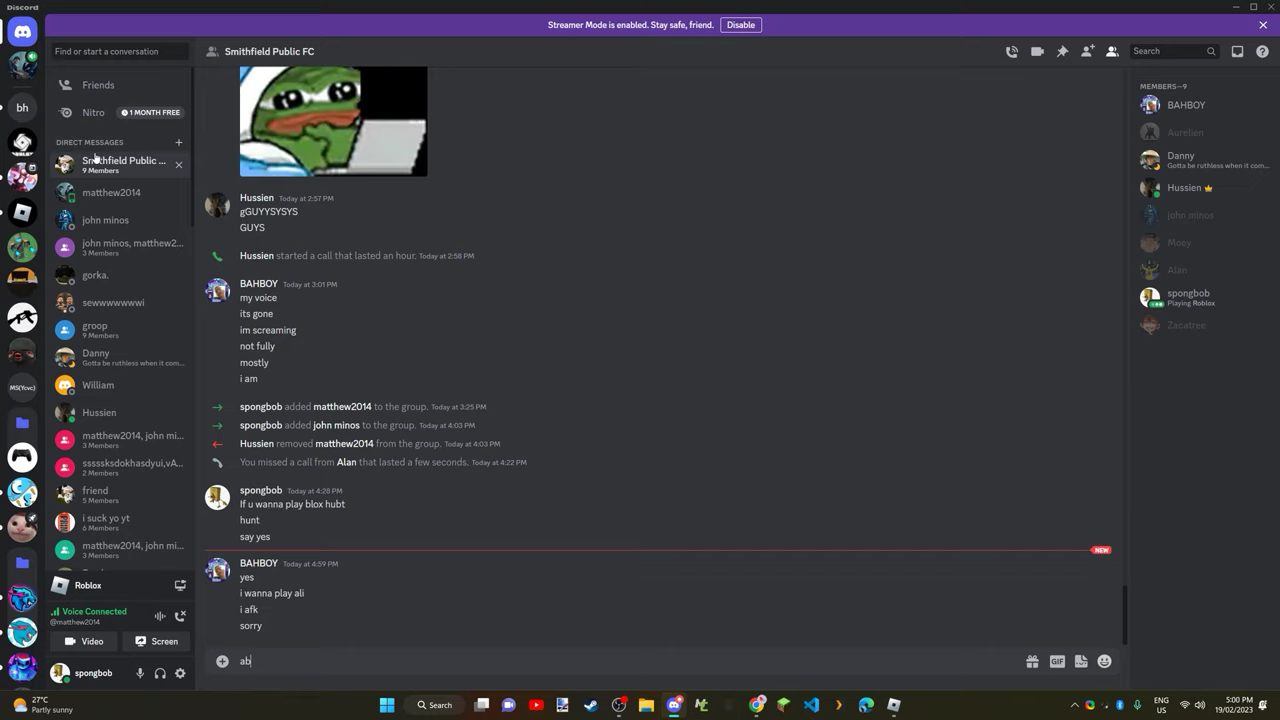 Discord
Streamer Mode is enabled. Stay safe, friend. Disable
Find or start a conversation
Friends
Nitro
1 MONTH FREE
DIRECT MESSAGES
Smithfield Public ...
9 Members
matthew2014
john minos
john minos, matthew2...
3 Members
gorka.
sewwwwwwwi
groop
9 Members
Danny
Gotta be ruthless when it com...
William
Hussien
matthew2014, john mi...
3 Members
sssssksdokhasdyui,vA...
2 Members
friend
5 Members
i suck yo yt
6 Members
matthew2014, john mi...
3 Members
bh
MS(Ycvc)
Roblox
Voice Connected
@matthew2014
Video
Screen
spongbob
Smithfield Public FC
Search
Hussien Today at 2:57 PM
gGUYYSYSYS
GUYS
Hussien started a call that lasted an hour. Today at 2:58 PM
BAHBOY Today at 3:01 PM
my voice
its gone
im screaming
not fully
mostly
i am
spongbob added matthew2014 to the group. Today at 3:25 PM
spongbob added john minos to the group. Today at 4:03 PM
Hussien removed matthew2014 from the group. Today at 4:03 PM
You missed a call from Alan that lasted a few seconds. Today at 4:22 PM
spongbob Today at 4:28 PM
If u wanna play blox hubt
hunt
say yes
NEW
BAHBOY Today at 4:59 PM
yes
i wanna play ali
i afk
sorry
ab
GIF
MEMBERS—9
BAHBOY
Aurelien
Danny
Gotta be ruthless when it com...
Hussien
john minos
Moey
Alan
spongbob
Playing Roblox
Zacatree
27°C
Partly sunny
Search
ENG
US
5:00 PM
19/02/2023